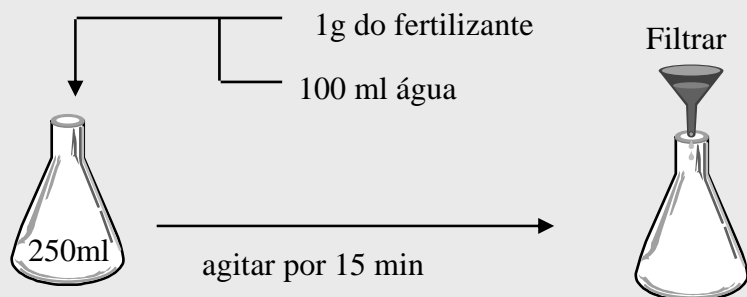 1g do fertilizante
Filtrar
100 ml água
250ml
agitar por 15 min